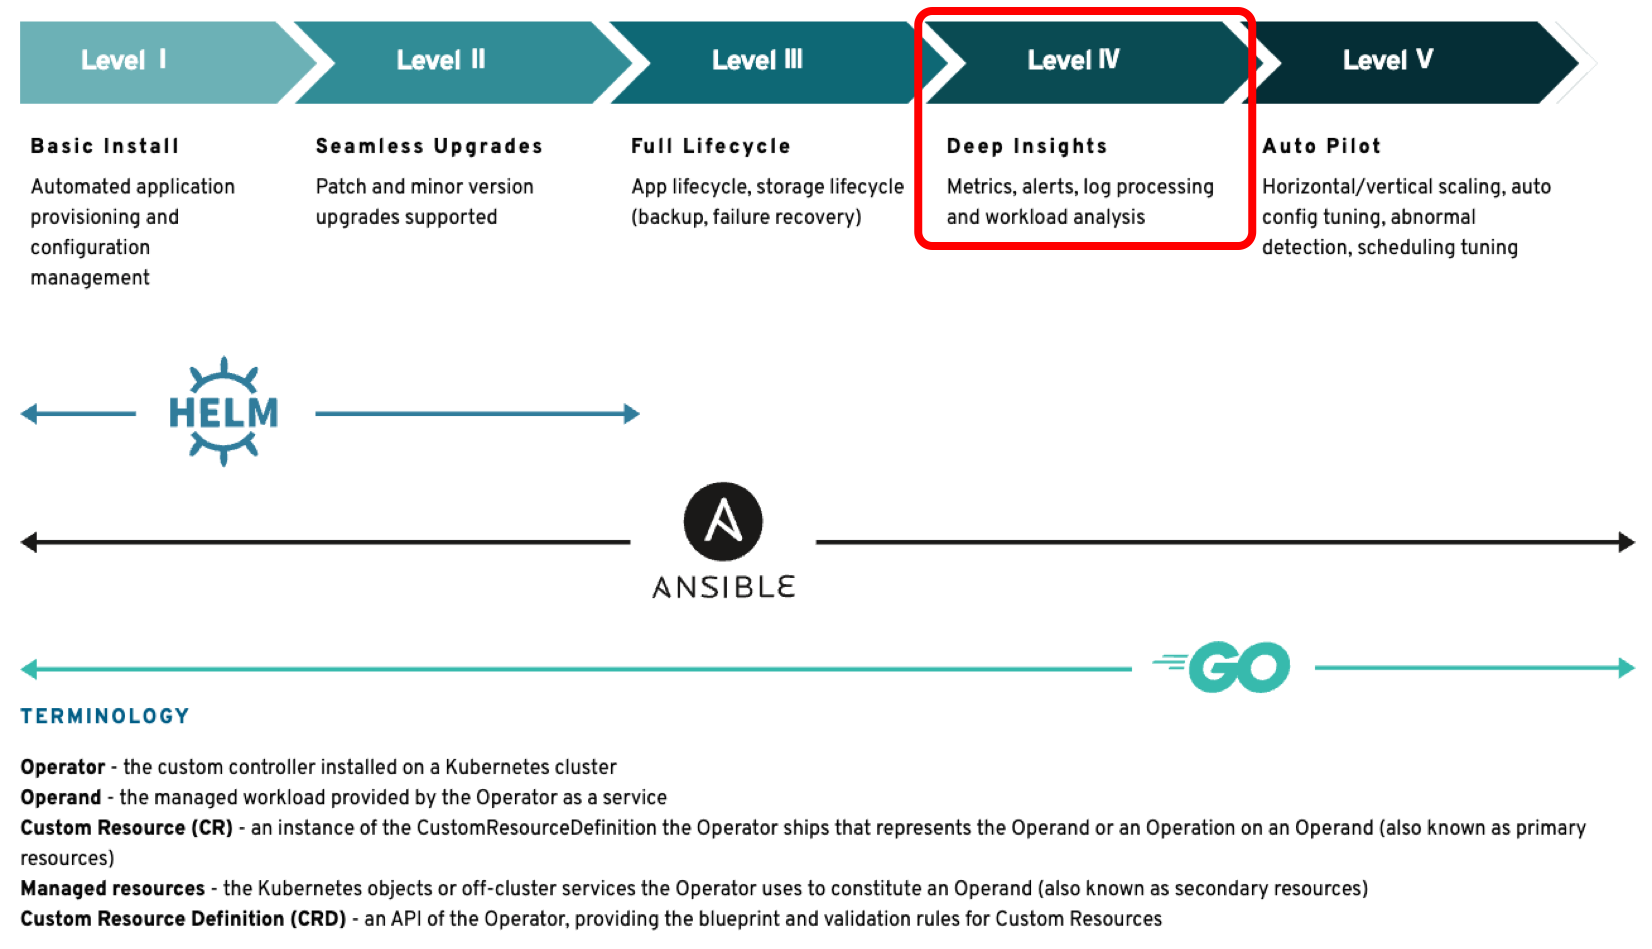 Level I
Level II
Level III
Level IV
Level V
Basic Install
Automated application
provisioning and
configuration
management
Seamless Upgrades
Patch and minor version
upgrades supported
Full Lifecycle
App lifecycle, storage lifecycle
(backup, failure recovery)
Deep Insights
Metrics, alerts, log processing
and workload analysis
Auto Pilot
Horizontal/vertical scaling, auto
config tuning, abnormal
detection, scheduling tuning
HELM
ANSIBLE
GO
TERMINOLOGY
Operator - the custom controller installed on a Kubernetes cluster
Operand - the managed workload provided by the Operator as a service
Custom Resource (CR) - an instance of the CustomResourceDefinition the Operator ships that represents the Operand or an Operation on an Operand (also known as primary
resources)
Managed resources - the Kubernetes objects or off-cluster services the Operator uses to constitute an Operand (also known as secondary resources)
Custom Resource Definition (CRD) - an API of the Operator, providing the blueprint and validation rules for Custom Resources